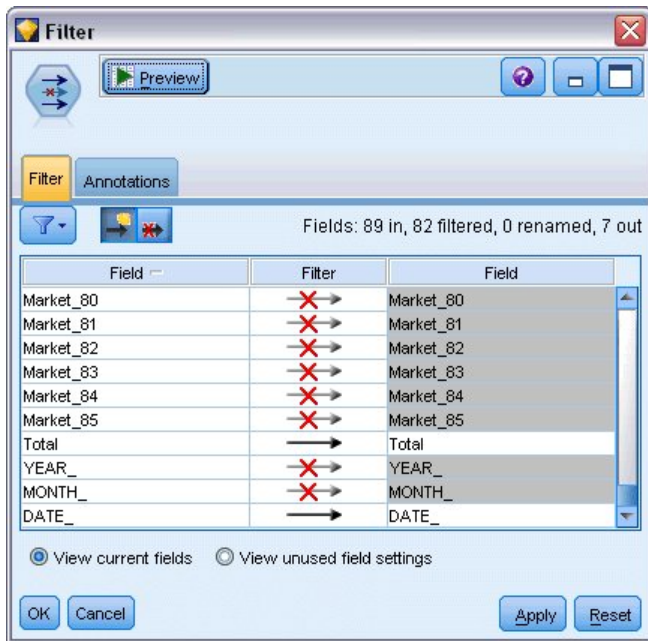 Filter
Preview
?
Filter Annotations
Fields: 89 in, 82 filtered, 0 renamed, 7 out
Field Filter Field
Market_80 Market_80
Market_81 Market_81
Market_82 Market_82
Market_83 Market_83
Market_84 Market_84
Market_85 Market_85
Total Total
YEAR_ YEAR_
MONTH_ MONTH_
DATE_ DATE_
View current fields View unused field settings
OK Cancel Apply Reset